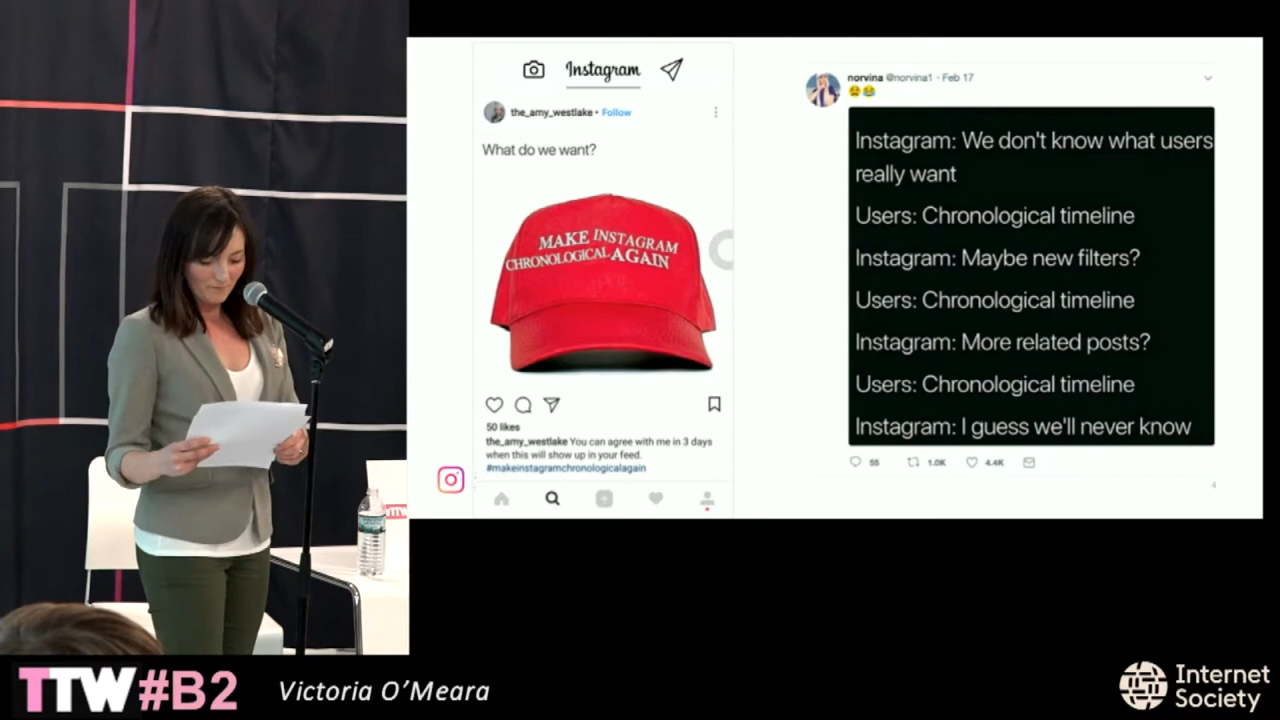 Instagram
the_amy_westlake • Follow
What do we want?
MAKE INSTAGRAM
CHRONOLOGICAL AGAIN
50 likes
the_amy_westlake You can agree with me in 3 days
when this will show up in your feed.
#makeinstagramchronologicalagain
norvina @norvina1 · Feb 17
Instagram: We don't know what users
really want
Users: Chronological timeline
Instagram: Maybe new filters?
Users: Chronological timeline
Instagram: More related posts?
Users: Chronological timeline
Instagram: I guess we'll never know
55 1.0K 4.4K
4
TTW#B2
Victoria O’Meara
Internet
Society